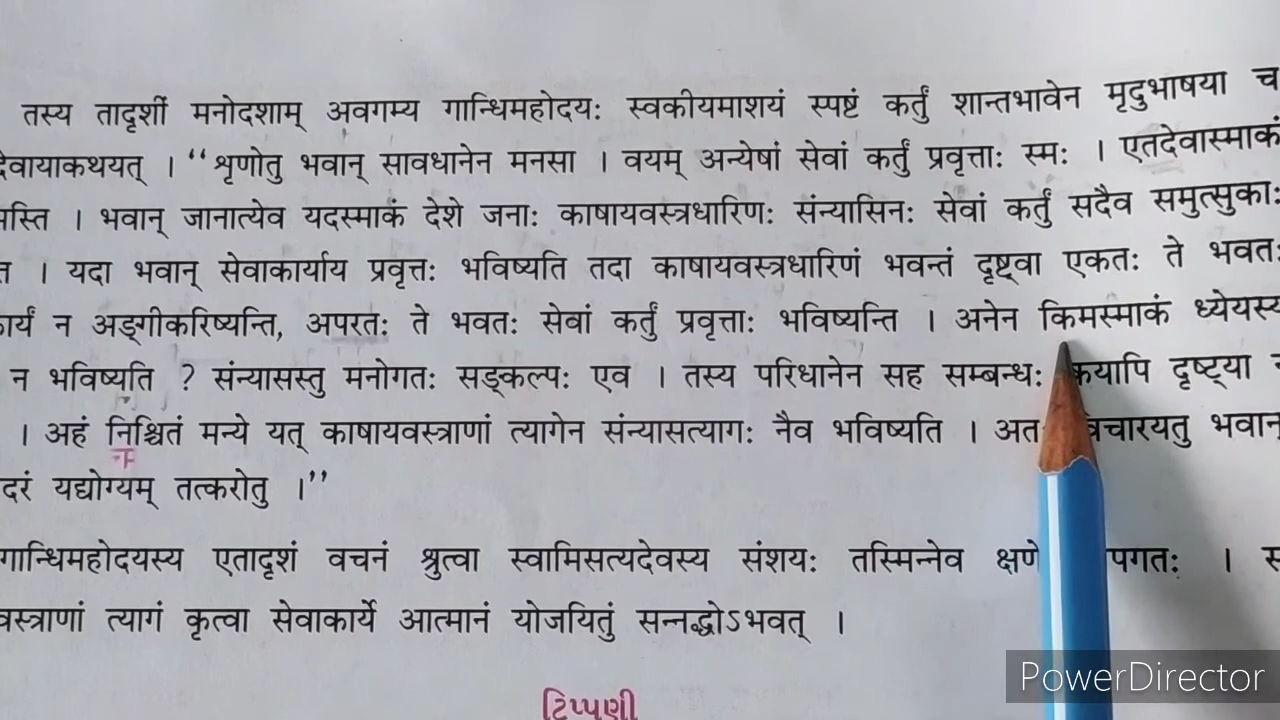 तस्य तादृशीं मनोदशाम् अवगम्य गान्धिमहोदयः स्वकीयमाशयं स्पष्टं कर्तुं शान्तभावेन मृदुभाषया च
देवायाकथयत् । “शृणोतु भवान् सावधानेन मनसा । वयम् अन्येषां सेवां कर्तुं प्रवृत्ताः स्मः । एतदेवास्माकं
मस्ति । भवान् जानात्येव यदस्माकं देशे जनाः काषायवस्त्रधारिणः संन्यासिनः सेवां कर्तुं सदैव समुत्सुकाः
। यदा भवान् सेवाकार्याय प्रवृत्तः भविष्यति तदा काषायवस्त्रधारिणं भवन्तं दृष्ट्वा एकतः ते भवतः
र्यं न अङ्गीकरिष्यन्ति, अपरतः ते भवतः सेवां कर्तुं प्रवृत्ताः भविष्यन्ति । अनेन किमस्माकं ध्येयस्य
न भविष्यति ? संन्यासस्तु मनोगतः सङ्कल्पः एव । तस्य परिधानेन सह सम्बन्धः कयापि दृष्ट्या
। अहं निश्चितं मन्ये यत् काषायवस्त्राणां त्यागेन संन्यासत्यागः नैव भविष्यति । अतः विचारयतु भवान्
दरं यद्योग्यम् तत्करोतु ।”
गान्धिमहोदयस्य एतादृशं वचनं श्रुत्वा स्वामिसत्यदेवस्य संशयः तस्मिन्नेव क्षणे पगतः । स
वस्त्राणां त्यागं कृत्वा सेवाकार्ये आत्मानं योजयितुं सन्नद्धोऽभवत् ।
ટિપ્પણી
PowerDirector